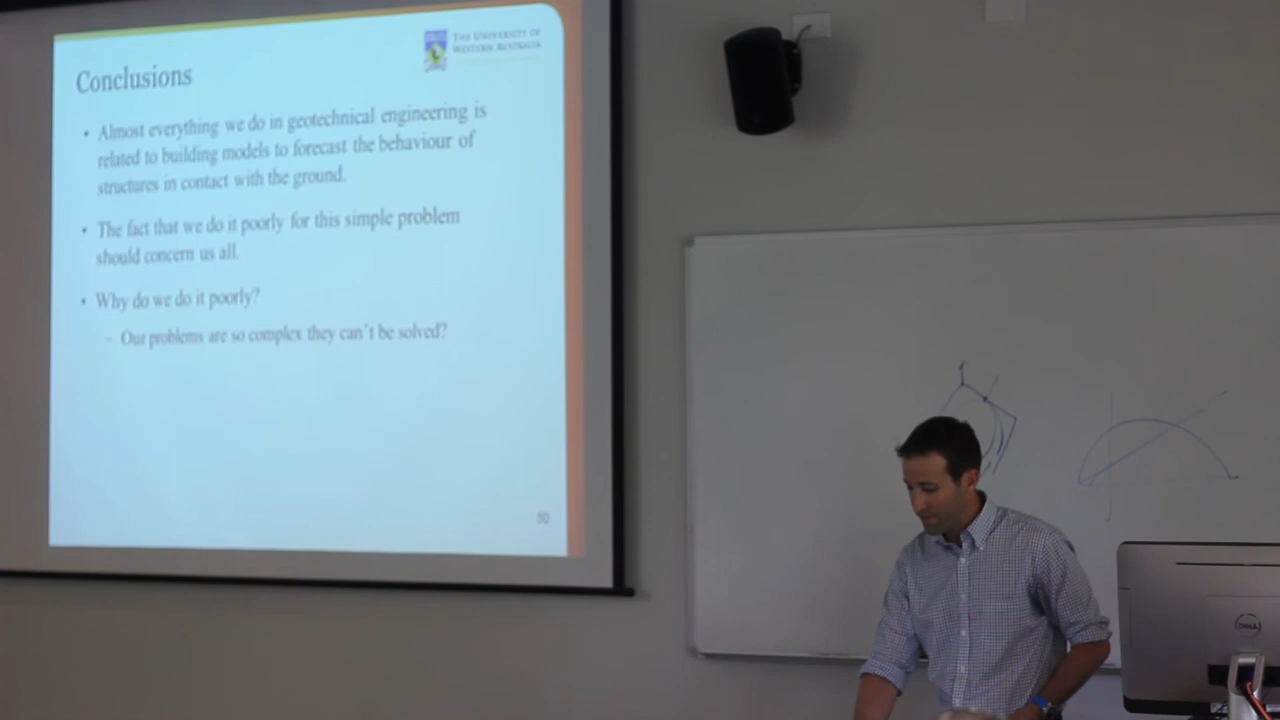 THE UNIVERSITY OF
WESTERN AUSTRALIA
Conclusions
• Almost everything we do in geotechnical engineering is
related to building models to forecast the behaviour of
structures in contact with the ground.
• The fact that we do it poorly for this simple problem
should concern us all.
• Why do we do it poorly?
– Our problems are so complex they can't be solved?
50
DELL